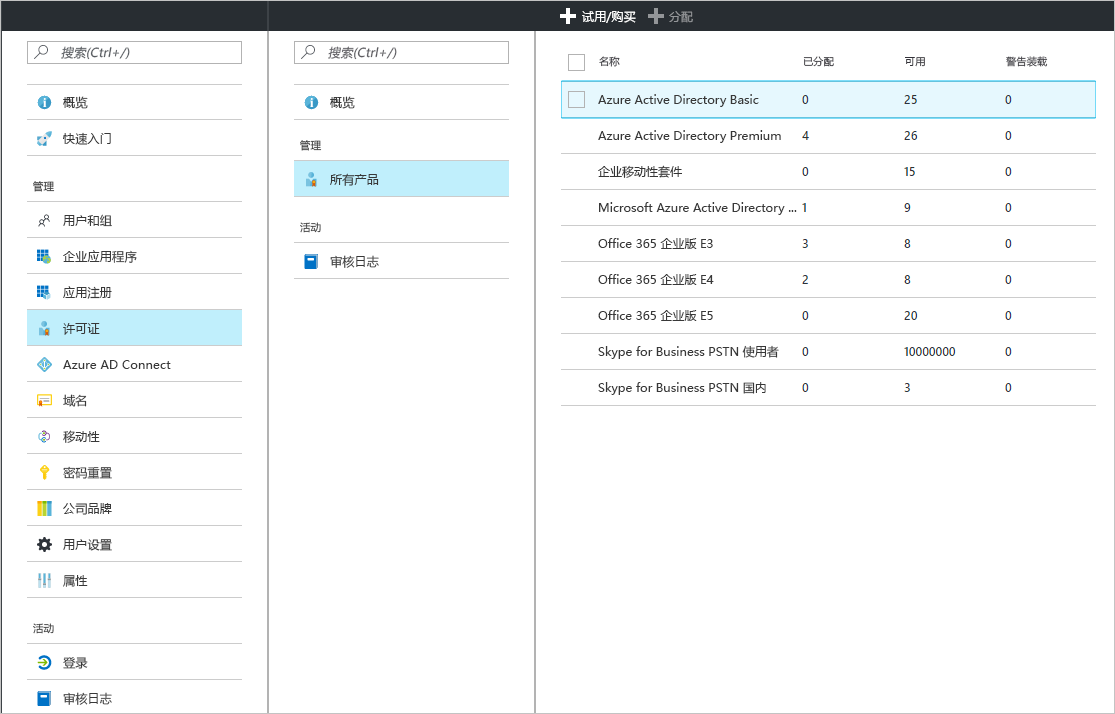 试用/购买 分配
搜索(Ctrl+/)
概览
快速入门
管理
用户和组
企业应用程序
应用注册
许可证
Azure AD Connect
域名
移动性
密码重置
公司品牌
用户设置
属性
活动
登录
审核日志
搜索(Ctrl+/)
概览
管理
所有产品
活动
审核日志
名称 已分配 可用 警告装载
Azure Active Directory Basic 0 25 0
Azure Active Directory Premium 4 26 0
企业移动性套件 0 15 0
Microsoft Azure Active Directory ... 1 9 0
Office 365 企业版 E3 3 8 0
Office 365 企业版 E4 2 8 0
Office 365 企业版 E5 0 20 0
Skype for Business PSTN 使用者 0 10000000 0
Skype for Business PSTN 国内 0 3 0